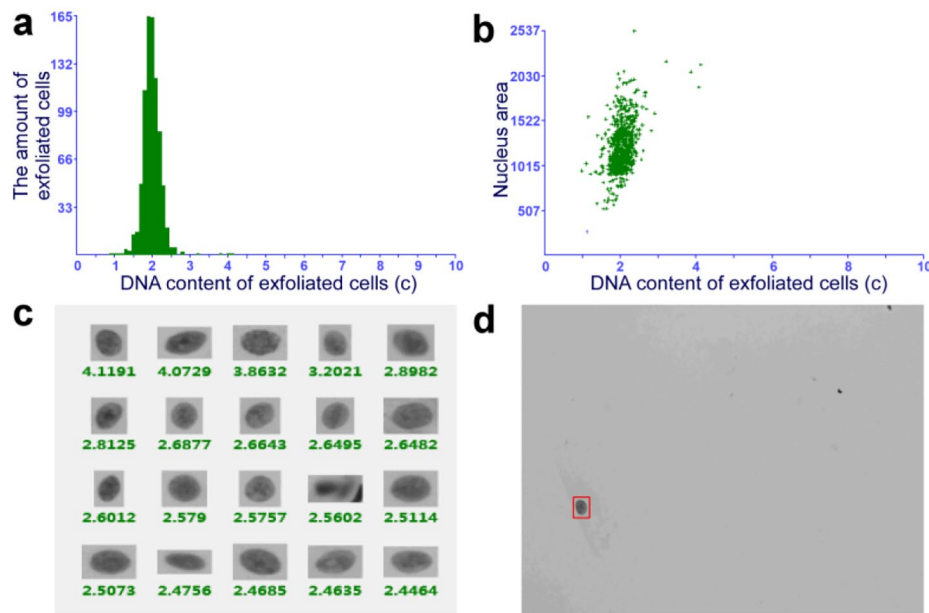 a
165
132
99
66
33
The amount of
exfoliated cells
0 1 2 3 4 5 6 7 8 9 10
DNA content of exfoliated cells (c)
b
2537
2030
1522
1015
507
Nucleus area
0 2 4 6 8 10
DNA content of exfoliated cells (c)
c
4.1191 4.0729 3.8632 3.2021 2.8982
2.8125 2.6877 2.6643 2.6495 2.6482
2.6012 2.579 2.5757 2.5602 2.5114
2.5073 2.4756 2.4685 2.4635 2.4464
d